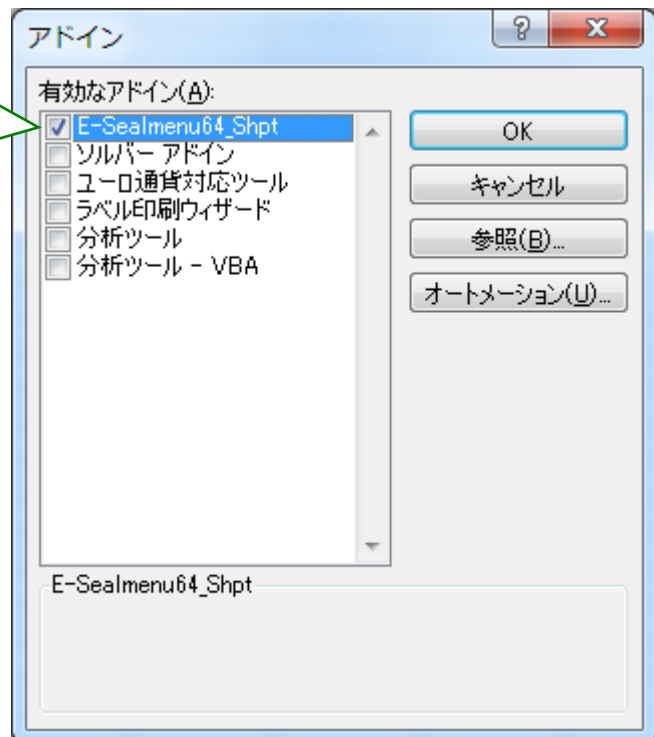 アドイン
有効なアドイン(A):
E-Sealmenu64_Shpt
ソルバー アドイン
ユーロ通貨対応ツール
ラベル印刷ウィザード
分析ツール
分析ツール - VBA
OK
キャンセル
参照(B)...
オートメーション(U)...
E-Sealmenu64_Shpt